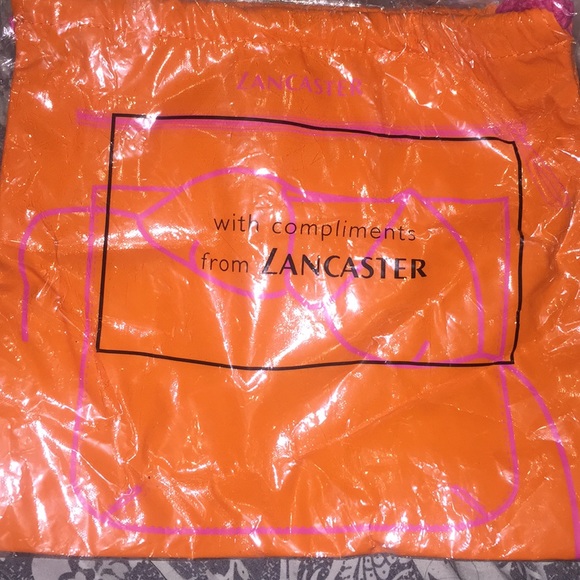 LANCASTER
with compliments
from LANCASTER